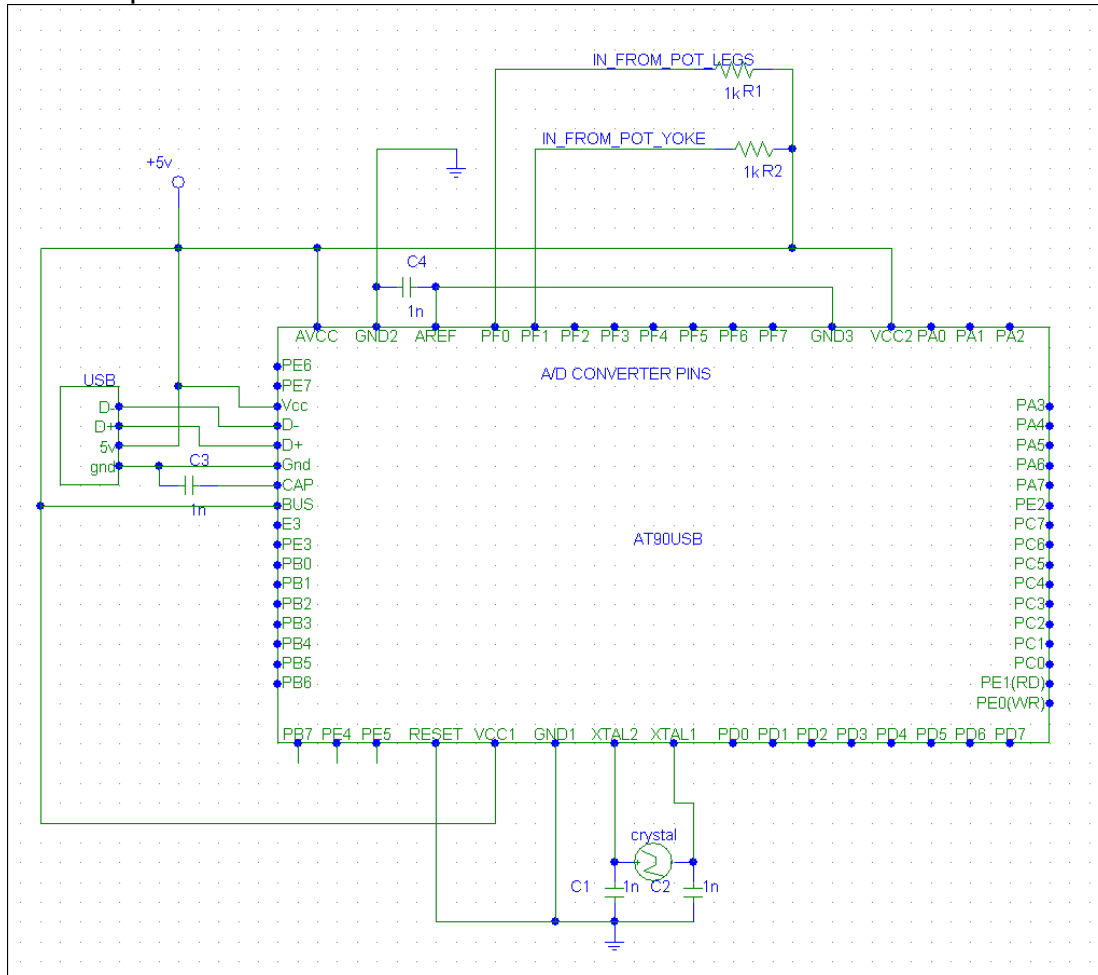 IN_FROM_POT_LEGS
1k R1
IN_FROM_POT_YOKE
1k R2
+5v
C4
1n
AVCC GND2 AREF PF0 PF1 PF2 PF3 PF4 PF5 PF6 PF7 GND3 VCC2 PA0 PA1 PA2
A/D CONVERTER PINS
USB
D-
D+
5v
gnd
C3
1n
PE6
PE7
Vcc
D-
D+
Gnd
CAP
BUS
E3
PE3
PB0
PB1
PB2
PB3
PB4
PB5
PB6
AT90USB
PA3
PA4
PA5
PA6
PA7
PE2
PC7
PC6
PC5
PC4
PC3
PC2
PC1
PC0
PE1(RD)
PE0(WR)
PB7 PE4 PE5 RESET VCC1 GND1 XTAL2 XTAL1 PD0 PD1 PD2 PD3 PD4 PD5 PD6 PD7
crystal
C1 1n C2 1n